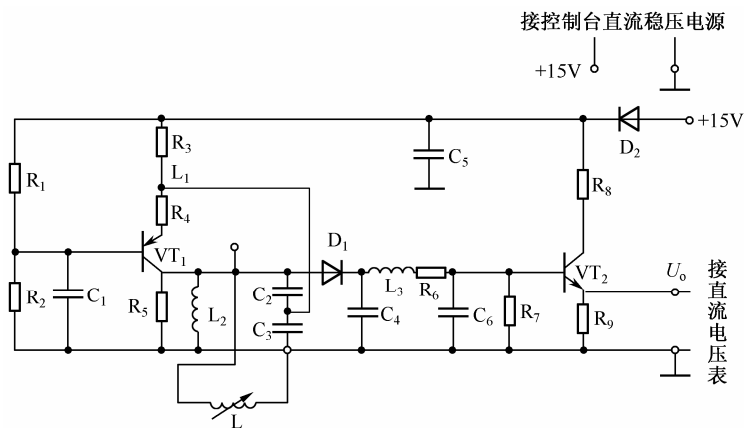 接控制台直流稳压电源
+15V
+15V
D₂
R₃
C₅
L₁
R₁
R₄
R₈
VT₁
D₁
VT₂
Uₒ
接直流电压表
R₂
C₁
R₅
L₂
C₂
C₃
C₄
L₃
R₆
C₆
R₇
R₉
L